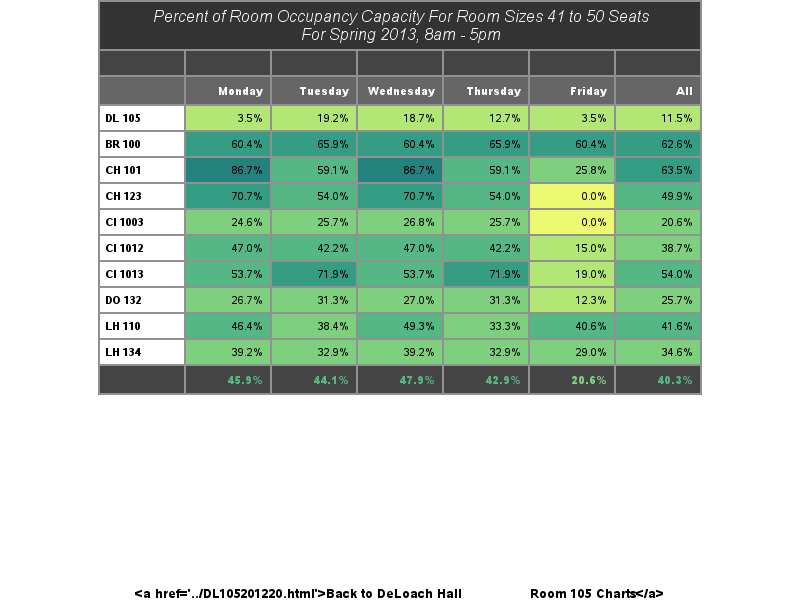 Percent of Room Occupancy Capacity For Room Sizes 41 to 50 Seats
For Spring 2013, 8am - 5pm
Monday Tuesday Wednesday Thursday Friday All
DL 105 3.5% 19.2% 18.7% 12.7% 3.5% 11.5%
BR 100 60.4% 65.9% 60.4% 65.9% 60.4% 62.6%
CH 101 86.7% 59.1% 86.7% 59.1% 25.8% 63.5%
CH 123 70.7% 54.0% 70.7% 54.0% 0.0% 49.9%
CI 1003 24.6% 25.7% 26.8% 25.7% 0.0% 20.6%
CI 1012 47.0% 42.2% 47.0% 42.2% 15.0% 38.7%
CI 1013 53.7% 71.9% 53.7% 71.9% 19.0% 54.0%
DO 132 26.7% 31.3% 27.0% 31.3% 12.3% 25.7%
LH 110 46.4% 38.4% 49.3% 33.3% 40.6% 41.6%
LH 134 39.2% 32.9% 39.2% 32.9% 29.0% 34.6%
45.9% 44.1% 47.9% 42.9% 20.6% 40.3%
<a href='../DL105201220.html'>Back to DeLoach Hall Room 105 Charts</a>